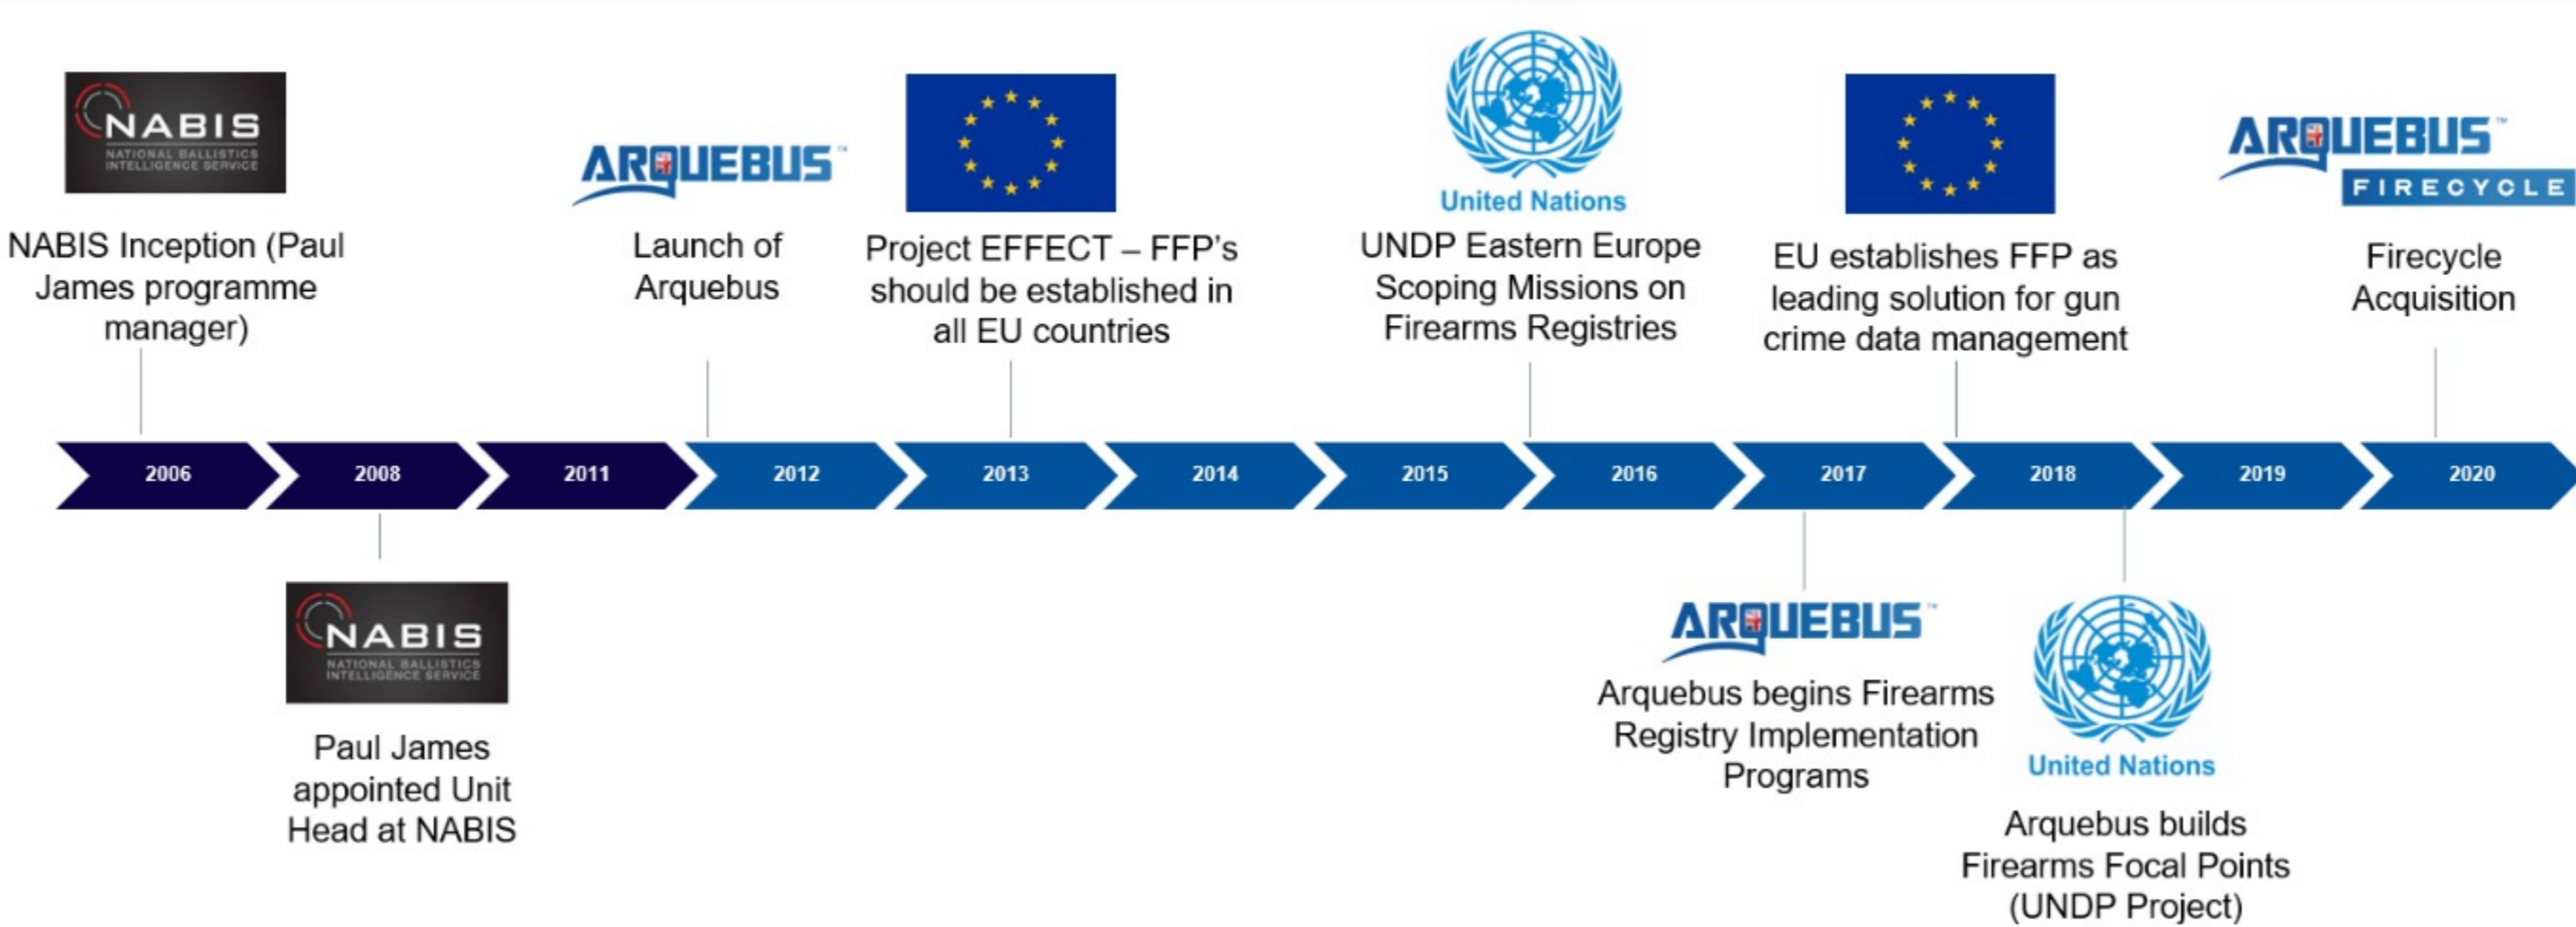 NABIS
NATIONAL BALLISTICS
INTELLIGENCE SERVICE
NABIS Inception (Paul
James programme
manager)
ARQUEBUS™
Launch of
Arquebus
Project EFFECT – FFP's
should be established in
all EU countries
United Nations
UNDP Eastern Europe
Scoping Missions on
Firearms Registries
EU establishes FFP as
leading solution for gun
crime data management
ARQUEBUS™
FIRECYCLE
Firecycle
Acquisition
2006 2008 2011 2012 2013 2014 2015 2016 2017 2018 2019 2020
NABIS
NATIONAL BALLISTICS
INTELLIGENCE SERVICE
Paul James
appointed Unit
Head at NABIS
ARQUEBUS™
Arquebus begins Firearms
Registry Implementation
Programs
United Nations
Arquebus builds
Firearms Focal Points
(UNDP Project)